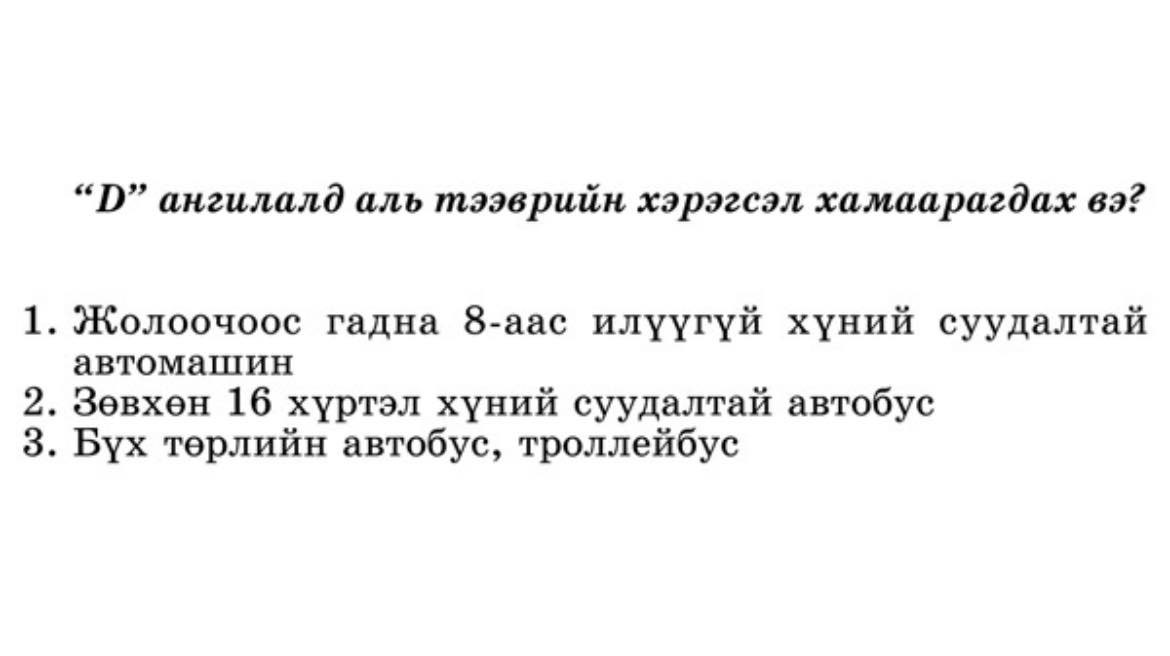 “D” ангилалд аль тээврийн хэрэгсэл хамаарагдах вэ?
1. Жолоочоос гадна 8-аас илүүгүй хүний суудалтай
автомашин
2. Зөвхөн 16 хүртэл хүний суудалтай автобус
3. Бүх төрлийн автобус, троллейбус